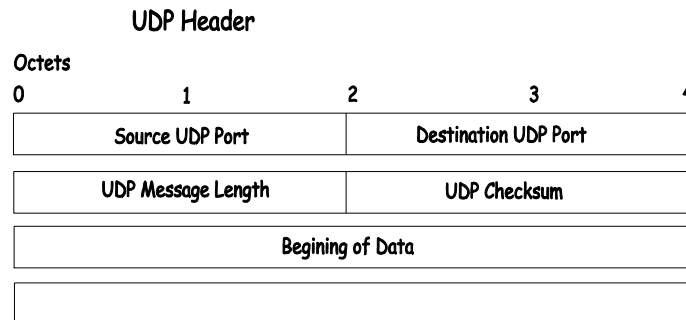 UDP Header
Octets
0 1 2 3 4
Source UDP Port Destination UDP Port
UDP Message Length UDP Checksum
Begining of Data